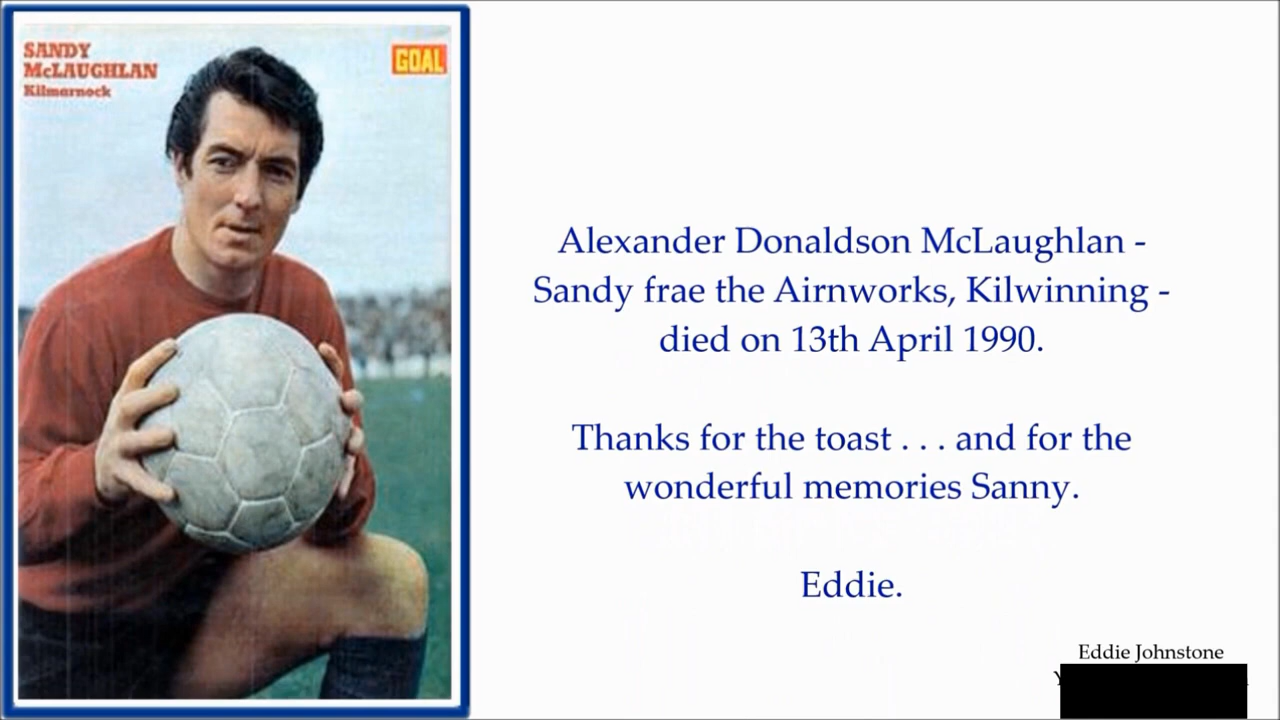 SANDY
McLAUGHLAN
Kilmarnock
GOAL
Alexander Donaldson McLaughlan -
Sandy frae the Airnworks, Kilwinning -
died on 13th April 1990.
Thanks for the toast . . . and for the
wonderful memories Sanny.
Eddie.
Eddie Johnstone